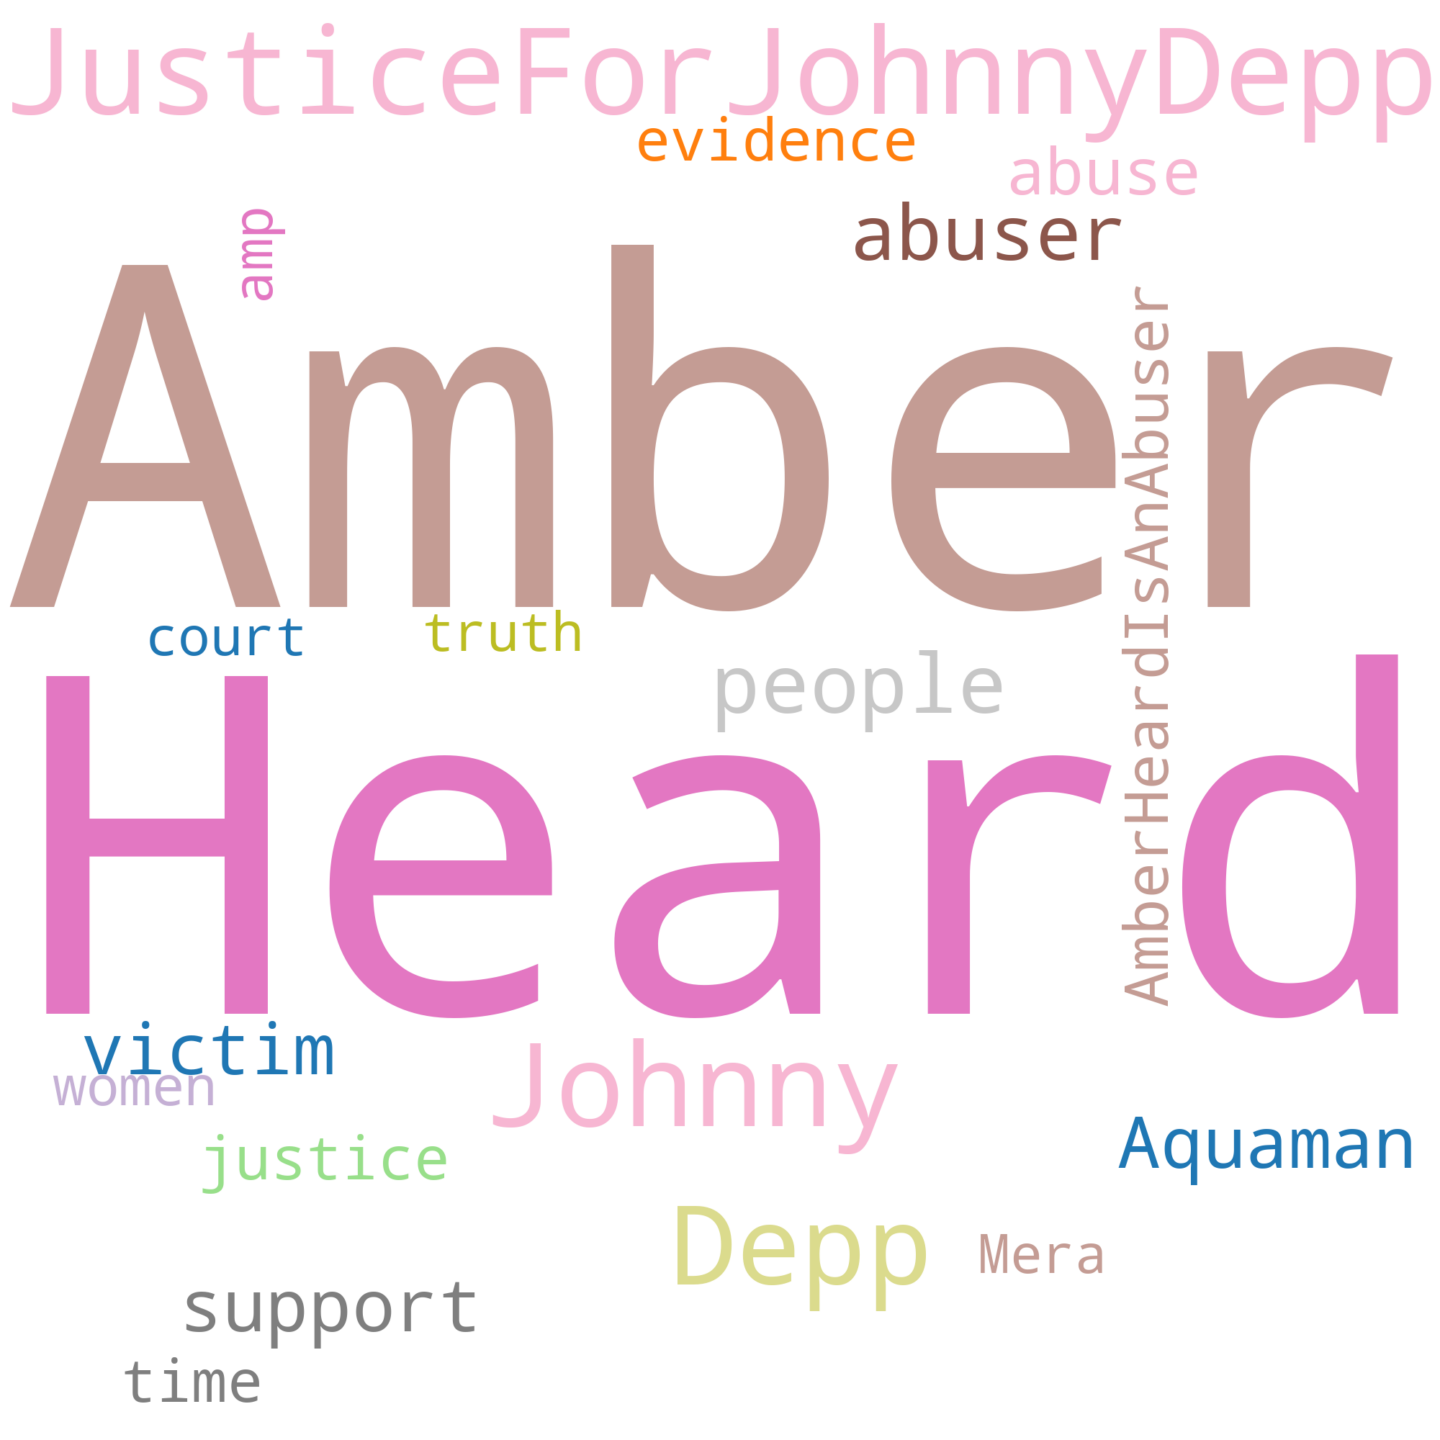 JusticeForJohnnyDepp
evidence
abuse
amp
abuser
Amber
AmberHeardIsAnAbuser
court
truth
people
Heard
victim
women
Johnny
justice
Aquaman
Depp
Mera
support
time